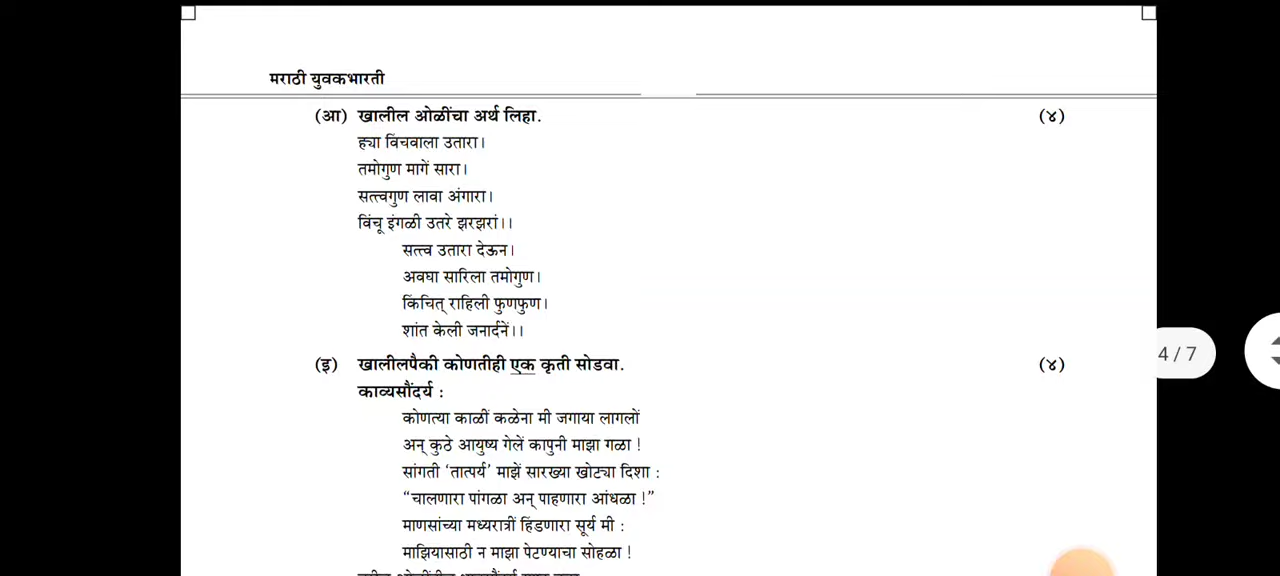 मराठी युवकभारती
(आ) खालील ओळींचा अर्थ लिहा. (४)
ह्या विंचवाला उतारा।
तमोगुण मागें सारा।
सत्त्वगुण लावा अंगारा।
विंचू इंगळी उतरे झरझरां।।
सत्त्व उतारा देऊन।
अवघा सारिला तमोगुण।
किंचित् राहिली फुणफुण।
शांत केली जनार्दनें।।
(इ) खालीलपैकी कोणतीही एक कृती सोडवा. (४)
काव्यसौंदर्य :
कोणत्या काळीं कळेना मी जगाया लागलों
अन् कुठे आयुष्य गेलें कापुनी माझा गळा !
सांगती ‘तात्पर्य’ माझें सारख्या खोट्या दिशा :
“चालणारा पांगळा अन् पाहणारा आंधळा !”
माणसांच्या मध्यरात्रीं हिंडणारा सूर्य मी :
माझियासाठी न माझा पेटण्याचा सोहळा !
4 / 7